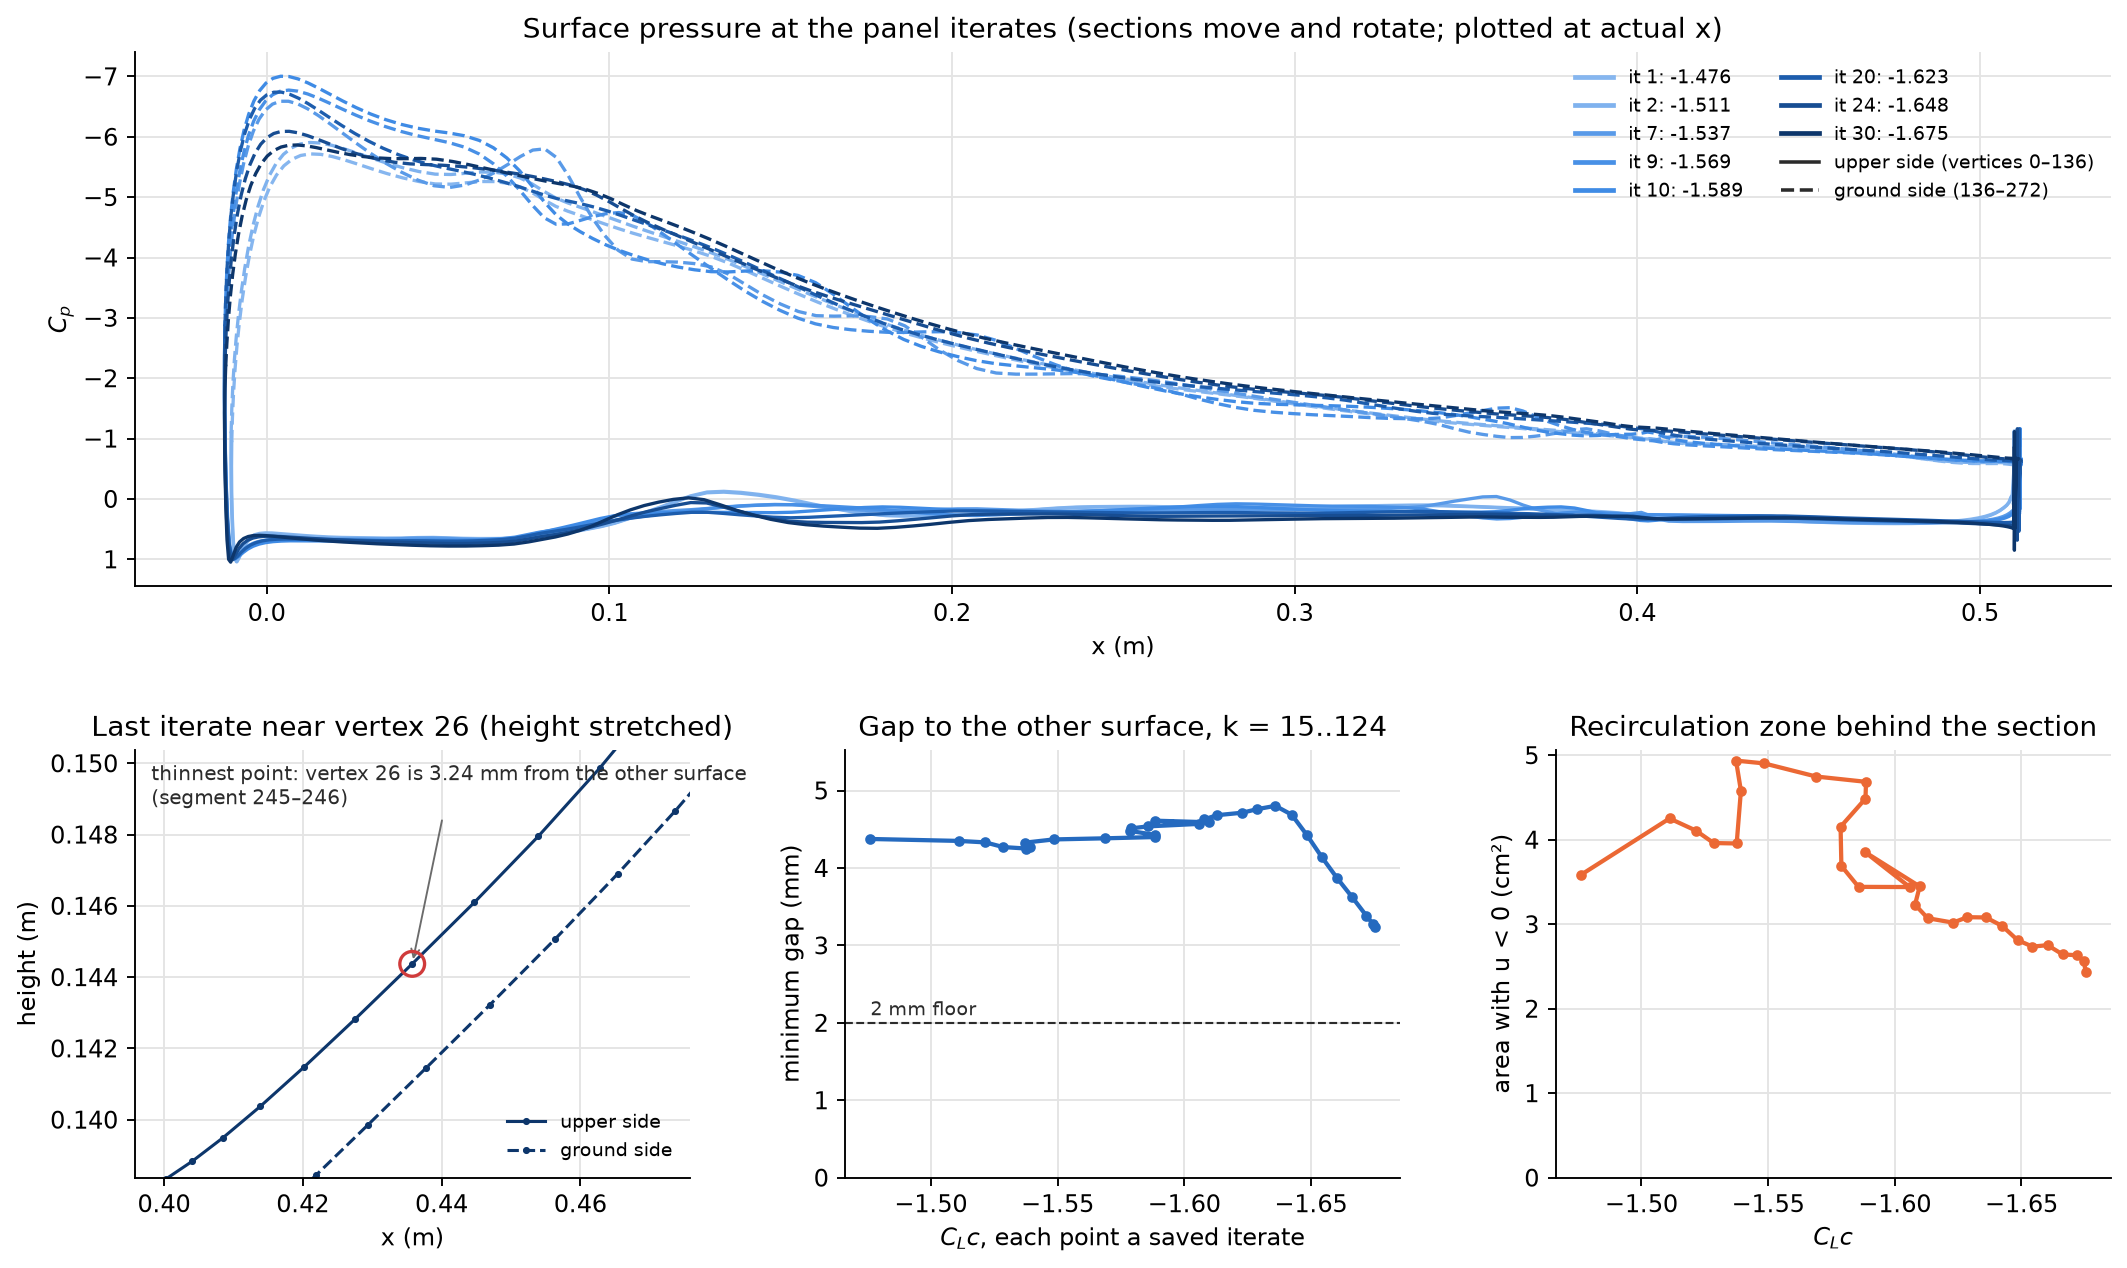 Surface pressure at the panel iterates (sections move and rotate; plotted at actual x)
−7
−6
−5
−4
−3
−2
−1
0
1
C_p
it 1: -1.476
it 2: -1.511
it 7: -1.537
it 9: -1.569
it 10: -1.589
it 20: -1.623
it 24: -1.648
it 30: -1.675
upper side (vertices 0–136)
ground side (136–272)
0.0 0.1 0.2 0.3 0.4 0.5
x (m)
Last iterate near vertex 26 (height stretched)
thinnest point: vertex 26 is 3.24 mm from the other surface
(segment 245–246)
0.150
0.148
0.146
0.144
0.142
0.140
height (m)
upper side
ground side
0.40 0.42 0.44 0.46
x (m)
Gap to the other surface, k = 15..124
5
4
3
2
1
0
minimum gap (mm)
2 mm floor
−1.50 −1.55 −1.60 −1.65
C_Lc, each point a saved iterate
Recirculation zone behind the section
5
4
3
2
1
0
area with u < 0 (cm²)
−1.50 −1.55 −1.60 −1.65
C_Lc